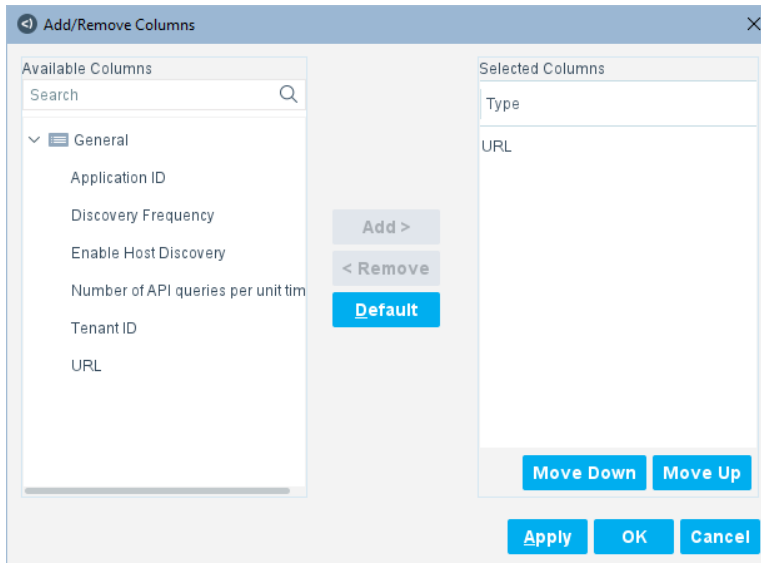 Add/Remove Columns
Available Columns
Search
General
Application ID
Discovery Frequency
Enable Host Discovery
Number of API queries per unit tim
Tenant ID
URL
Add >
< Remove
Default
Selected Columns
Type
URL
Move Down
Move Up
Apply
OK
Cancel